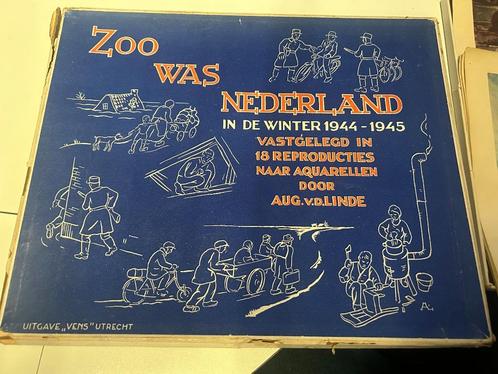 ZOO
WAS
NEDERLAND
IN DE WINTER 1944-1945
VASTGELEGD IN
18 REPRODUCTIES
NAAR AQUARELLEN
DOOR
AUG. V.D. LINDE
UITGAVE „VENS" UTRECHT